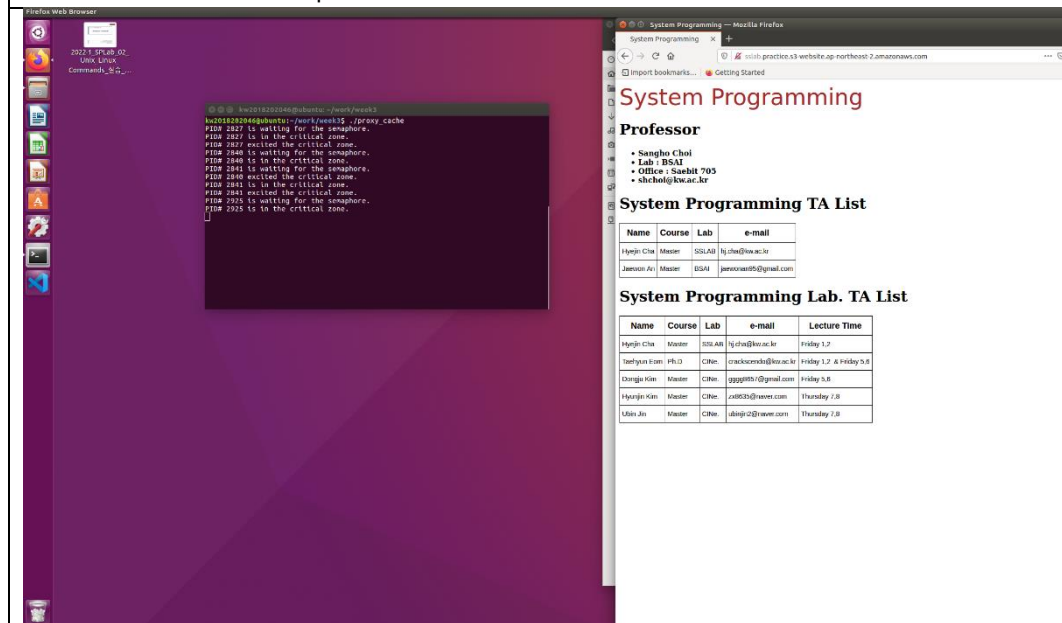 Firefox Web Browser
2022-1_SPLab_02_
Unix_Linux
Commands_실습_...
kw2018202046@ubuntu: ~/work/week3
kw2018202046@ubuntu:~/work/week3$ ./proxy_cache
PID# 2827 is waiting for the semaphore.
PID# 2827 is in the critical zone.
PID# 2827 excited the critical zone.
PID# 2840 is waiting for the semaphore.
PID# 2840 is in the critical zone.
PID# 2841 is waiting for the semaphore.
PID# 2840 excited the critical zone.
PID# 2841 is in the critical zone.
PID# 2841 excited the critical zone.
PID# 2925 is waiting for the semaphore.
PID# 2925 is in the critical zone.
System Programming — Mozilla Firefox
System Programming
sslab.practice.s3-website.ap-northeast-2.amazonaws.com
Import bookmarks... Getting Started
System Programming
Professor
• Sangho Choi
• Lab : BSAI
• Office : Saebit 705
• shchoi@kw.ac.kr
System Programming TA List
Name Course Lab e-mail
Hyejin Cha Master SSLAB hj.cha@kw.ac.kr
Jaewon An Master BSAI jaewonan95@gmail.com
System Programming Lab. TA List
Name Course Lab e-mail Lecture Time
Hyejin Cha Master SSLAB hj.cha@kw.ac.kr Friday 1,2
Taehyun Eom Ph.D CINe. crackscendo@kw.ac.kr Friday 1,2 & Friday 5,6
Dongju Kim Master CINe. gggg8657@gmail.com Friday 5,6
Hyunjin Kim Master CINe. zx8635@naver.com Thursday 7,8
Ubin Jin Master CINe. ubinjin2@naver.com Thursday 7,8